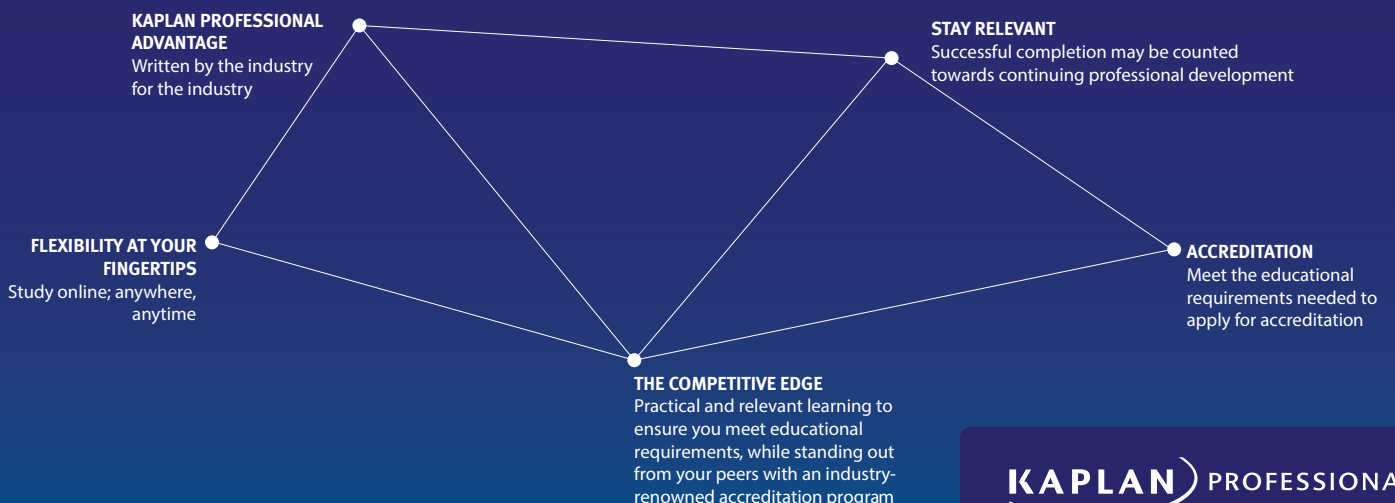 KAPLAN PROFESSIONAL
ADVANTAGE
Written by the industry
for the industry
STAY RELEVANT
Successful completion may be counted
towards continuing professional development
FLEXIBILITY AT YOUR
FINGERTIPS
Study online; anywhere,
anytime
ACCREDITATION
Meet the educational
requirements needed to
apply for accreditation
THE COMPETITIVE EDGE
Practical and relevant learning to
ensure you meet educational
requirements, while standing out
from your peers with an industry-
renowned accreditation program
KAPLAN PROFESSIONA